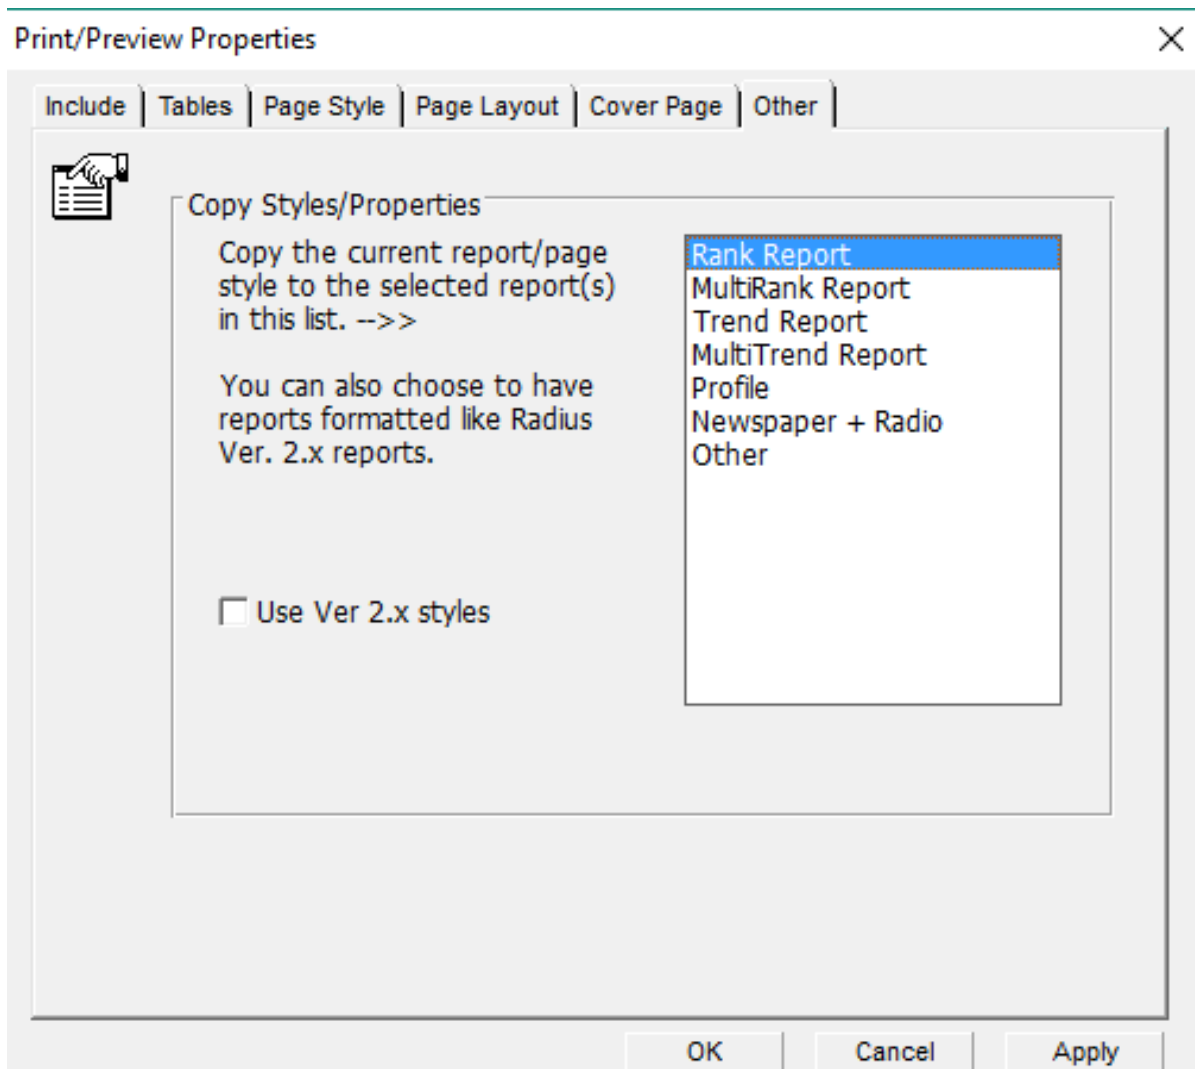 Print/Preview Properties
Include
Tables
Page Style
Page Layout
Cover Page
Other
Copy Styles/Properties
Copy the current report/page
style to the selected report(s)
in this list. -->>
You can also choose to have
reports formatted like Radius
Ver. 2.x reports.
Use Ver 2.x styles
Rank Report
MultiRank Report
Trend Report
MultiTrend Report
Profile
Newspaper + Radio
Other
OK
Cancel
Apply